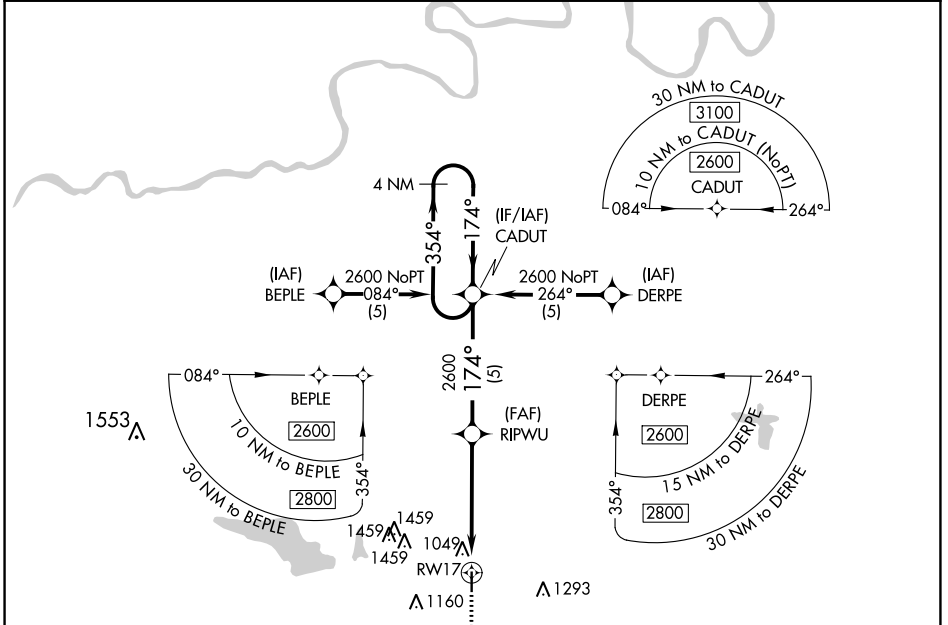 30 NM to CADUT
3100
10 NM to CADUT (NoPT)
2600
CADUT
084°
264°
4 NM
354°
174°
(IF/IAF)
CADUT
(IAF)
BEPLE
2600 NoPT
084°
(5)
2600 NoPT
264°
(5)
(IAF)
DERPE
2600
174°
(5)
(FAF)
RIPWU
084°
BEPLE
2600
10 NM to BEPLE
2800
30 NM to BEPLE
354°
264°
DERPE
2600
15 NM to DERPE
2800
30 NM to DERPE
354°
1553
1459
1459
1459
1049
RW17
1160
1293